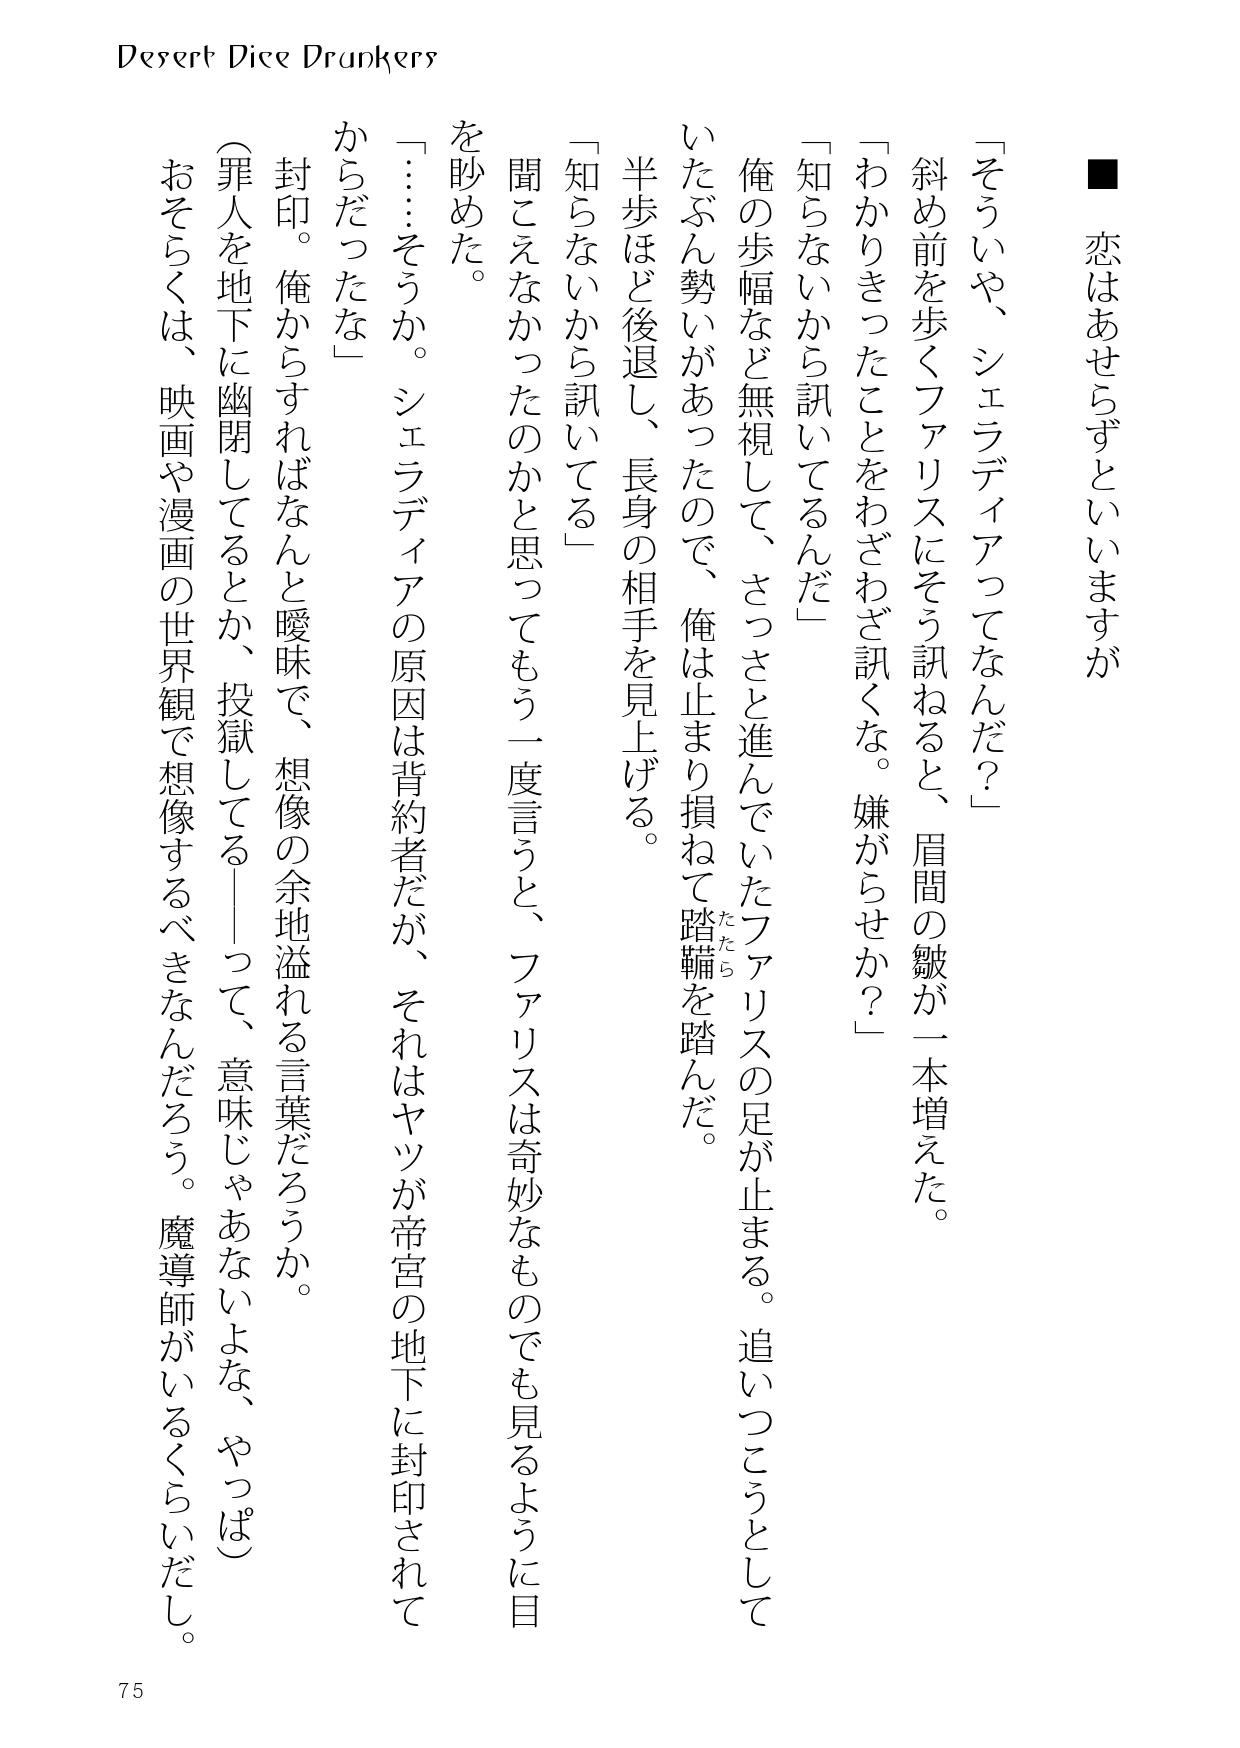 Desert Dice Drunkers
■　恋はあせらずといいますが
「そういや、シェラディアってなんだ？」
斜め前を歩くファリスにそう訊ねると、眉間の皺が一本増えた。
「わかりきったことをわざわざ訊くな。嫌がらせか？」
「知らないから訊いてるんだ」
俺の歩幅など無視して、さっさと進んでいたファリスの足が止まる。追いつこうとして
いたぶん勢いがあったので、俺は止まり損ねて踏鞴たたらを踏んだ。
半歩ほど後退し、長身の相手を見上げる。
「知らないから訊いてる」
聞こえなかったのかと思ってもう一度言うと、ファリスは奇妙なものでも見るように目
を眇めた。
「……そうか。シェラディアの原因は背約者だが、それはヤツが帝宮の地下に封印されて
からだったな」
封印。俺からすればなんと曖昧で、想像の余地溢れる言葉だろうか。
（罪人を地下に幽閉してるとか、投獄してる――って、意味じゃあないよな、やっぱ）
おそらくは、映画や漫画の世界観で想像するべきなんだろう。魔導師がいるくらいだし。
75